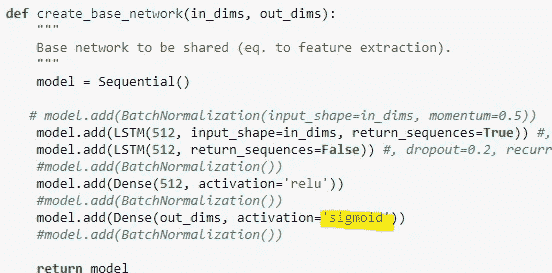 def create_base_network(in_dims, out_dims):
    """
    Base network to be shared (eq. to feature extraction).
    """
    model = Sequential()

   # model.add(BatchNormalization(input_shape=in_dims, momentum=0.5))
    model.add(LSTM(512, input_shape=in_dims, return_sequences=True)) #,
    model.add(LSTM(512, return_sequences=False)) #, dropout=0.2, recurr
    #model.add(BatchNormalization())
    model.add(Dense(512, activation='relu'))
    #model.add(BatchNormalization())
    model.add(Dense(out_dims, activation='sigmoid'))
    #model.add(BatchNormalization())

    return model